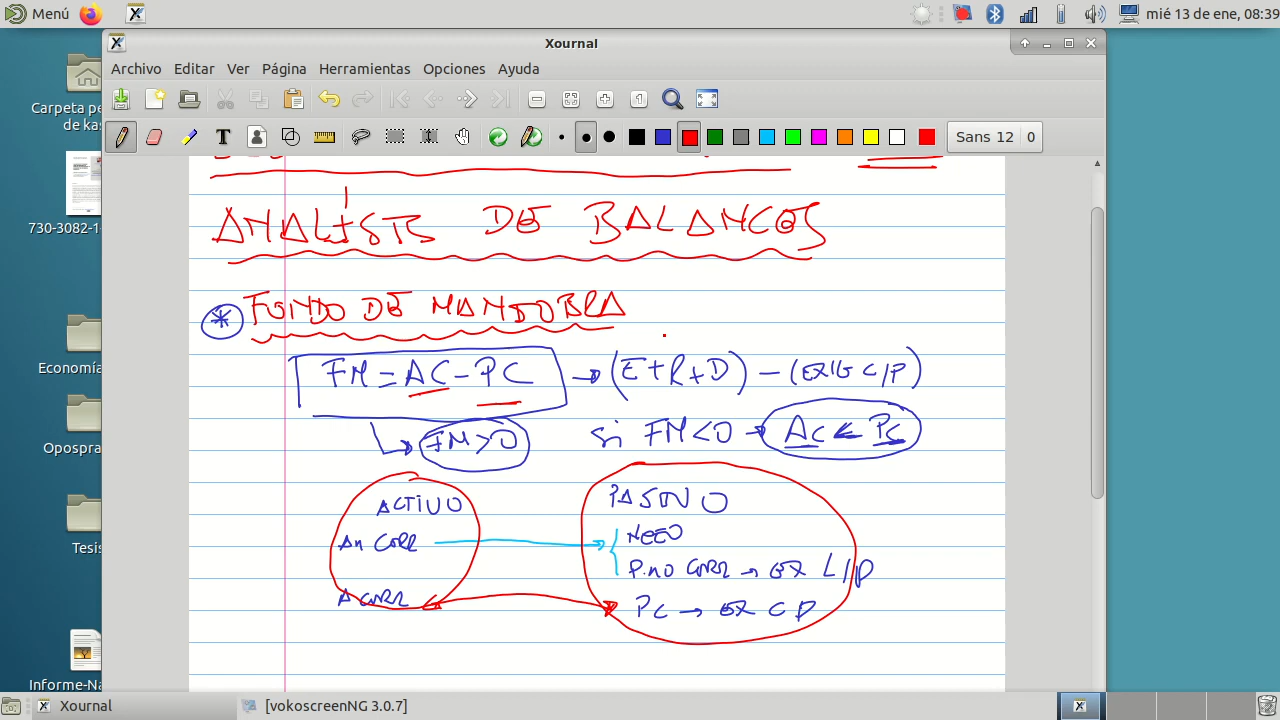 Menú
mié 13 de ene, 08:39
Xournal
Archivo Editar Ver Página Herramientas Opciones Ayuda
Sans 12 0
Carpeta pe
de kas
730-3082-1
Economía
Opospra
Tesis
Informe-Na
ANALISIS DE BALANCES
* FONDO DE MANIOBRA
FM = AC - PC → (E+R+D) - (EXIG C/P)
FM > 0 si FM < 0 → AC < PC
ACTIVO PASIVO
An CORR NETO
P. no CORR → EX L/P
A CORR PC → EX C P
Xournal
[vokoscreenNG 3.0.7]